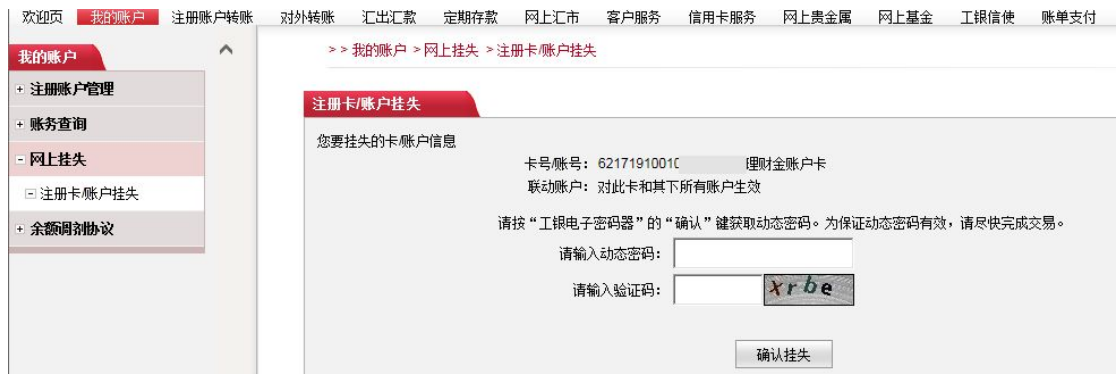 欢迎页 我的账户 注册账户转账 对外转账 汇出汇款 定期存款 网上汇市 客户服务 信用卡服务 网上贵金属 网上基金 工银信使 账单支付
我的账户
>> 我的账户 >网上挂失 >注册卡/账户挂失
注册账户管理
账务查询
网上挂失
注册卡/账户挂失
余额调剂协议
注册卡/账户挂失
您要挂失的卡/账户信息
卡号/账号: 62171910010 理财金账户卡
联动账户: 对此卡和其下所有账户生效
请按“工银电子密码器”的“确认”键获取动态密码。为保证动态密码有效，请尽快完成交易。
请输入动态密码:
请输入验证码: xrbe
确认挂失